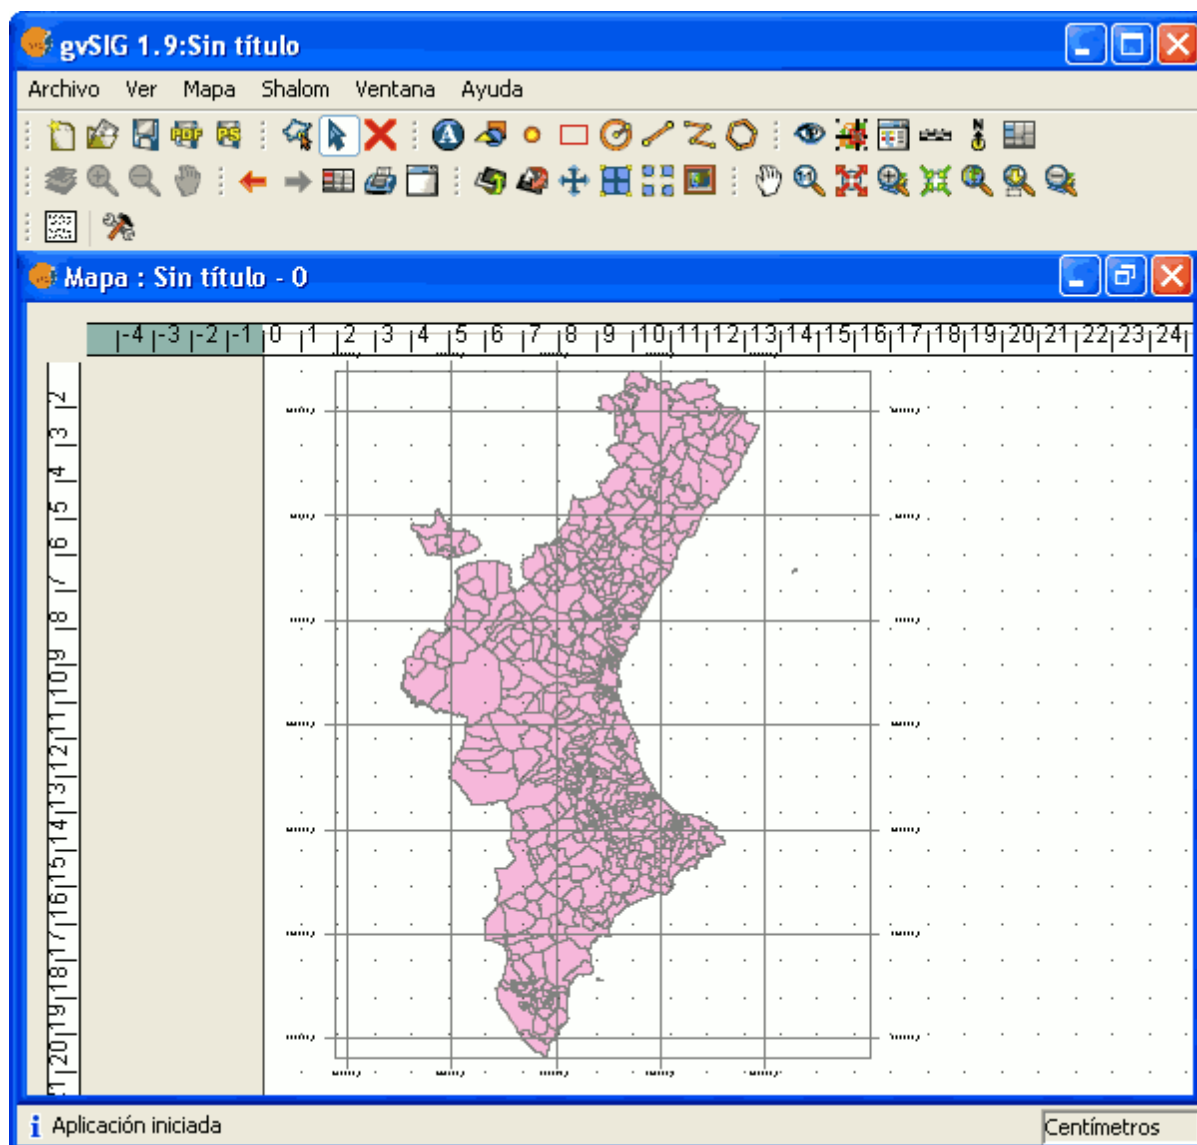 gvSIG 1.9:Sin título
Archivo Ver Mapa Shalom Ventana Ayuda
PDF PS
Mapa : Sin título - 0
|-4|-3|-2|-1|0|1|2|3|4|5|6|7|8|9|10|11|12|13|14|15|16|17|18|19|20|21|22|23|24|
2|3|4|5|6|7|8|9|10|11|12|13|14|15|16|17|18|19|20|
Aplicación iniciada
Centímetros